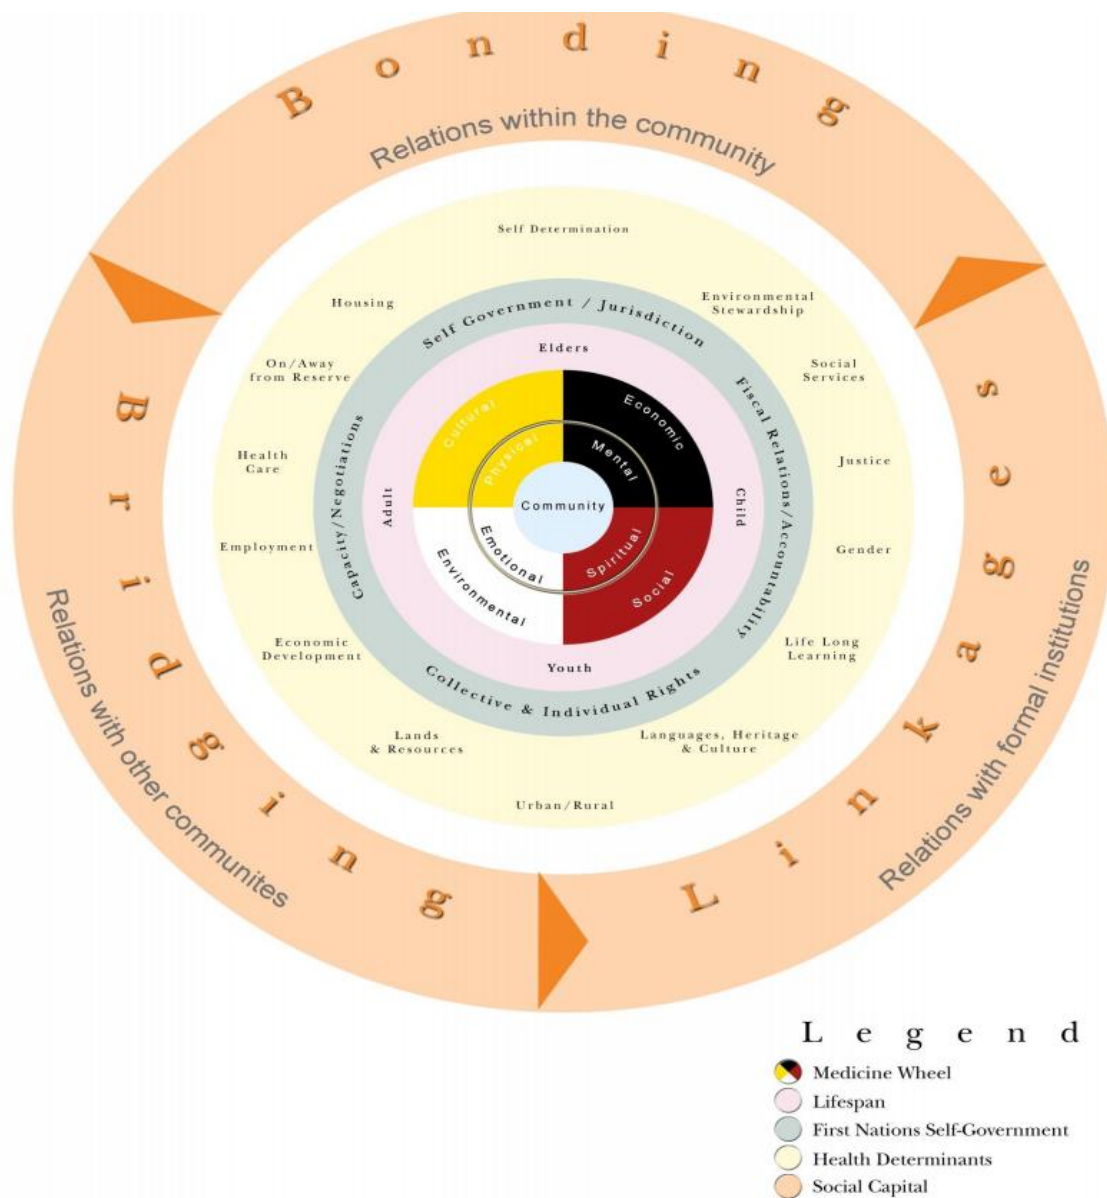 Bonding
Relations within the community
Self Determination
Housing
Environmental
Stewardship
Self Government / Jurisdiction
Elders
On/Away
from Reserve
Social
Services
Cultural
Economic
Physical
Mental
Fiscal Relations/Accountability
Capacity/Negotiations
Health
Care
Justice
Adult
Community
Child
Employment
Gender
Emotional
Spiritual
Environmental
Social
Economic
Development
Life Long
Learning
Youth
Collective & Individual Rights
Lands
& Resources
Languages, Heritage
& Culture
Urban/Rural
Bridging
Relations with other communites
Linkages
Relations with formal institutions
Legend
Medicine Wheel
Lifespan
First Nations Self-Government
Health Determinants
Social Capital